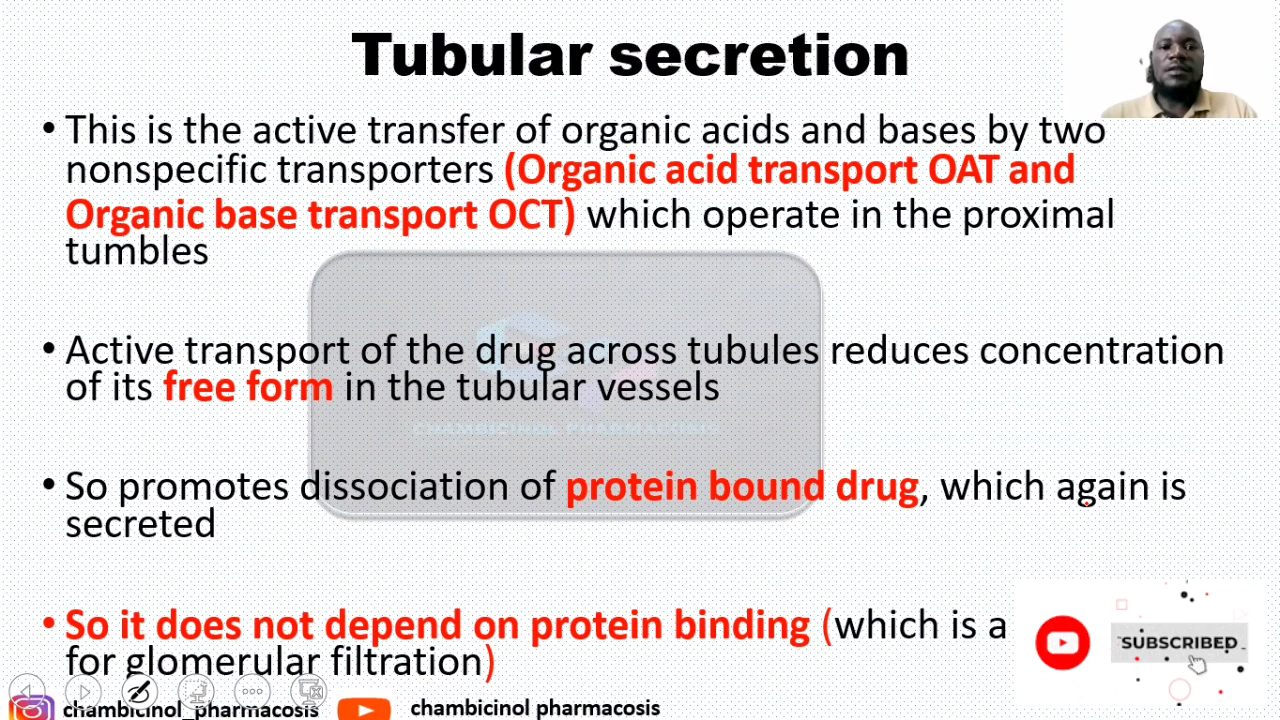 Tubular secretion
• This is the active transfer of organic acids and bases by two
nonspecific transporters (Organic acid transport OAT and
Organic base transport OCT) which operate in the proximal
tumbles
• Active transport of the drug across tubules reduces concentration
of its free form in the tubular vessels
CHAMBICINOL PHARMACOSIS
• So promotes dissociation of protein bound drug, which again is
secreted
• So it does not depend on protein binding (which is a
for glomerular filtration)
SUBSCRIBED
chambicinol_pharmacosis
chambicinol pharmacosis